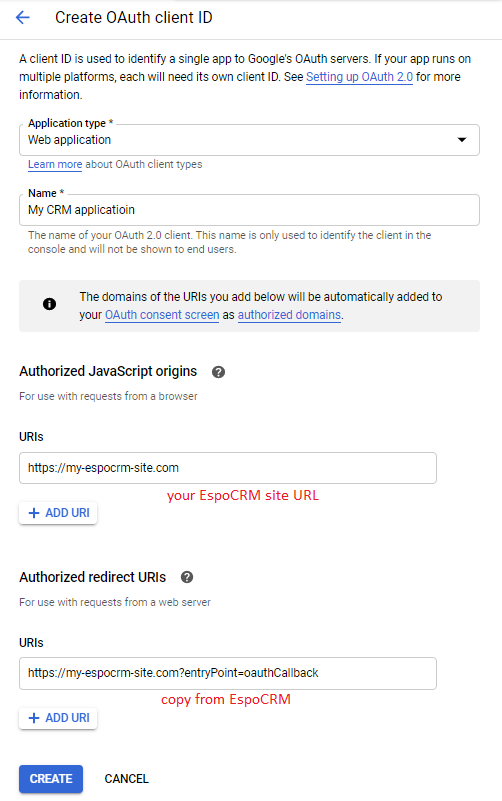 Create OAuth client ID
A client ID is used to identify a single app to Google's OAuth servers. If your app runs on
multiple platforms, each will need its own client ID. See Setting up OAuth 2.0 for more
information.
Application type *
Web application
Learn more about OAuth client types
Name *
My CRM applicatioin
The name of your OAuth 2.0 client. This name is only used to identify the client in the
console and will not be shown to end users.
The domains of the URIs you add below will be automatically added to
your OAuth consent screen as authorized domains.
Authorized JavaScript origins
For use with requests from a browser
URIs
https://my-espocrm-site.com
your EspoCRM site URL
+ ADD URI
Authorized redirect URIs
For use with requests from a web server
URIs
https://my-espocrm-site.com?entryPoint=oauthCallback
copy from EspoCRM
+ ADD URI
CREATE CANCEL